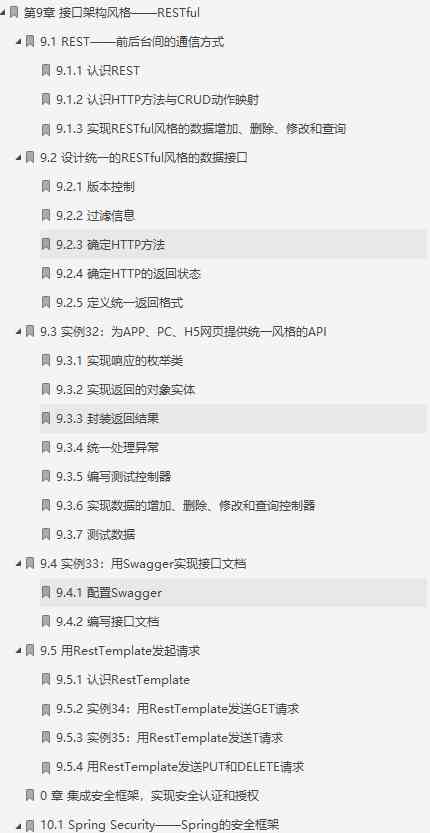 第9章 接口架构风格——RESTful
9.1 REST——前后台间的通信方式
9.1.1 认识REST
9.1.2 认识HTTP方法与CRUD动作映射
9.1.3 实现RESTful风格的数据增加、删除、修改和查询
9.2 设计统一的RESTful风格的数据接口
9.2.1 版本控制
9.2.2 过滤信息
9.2.3 确定HTTP方法
9.2.4 确定HTTP的返回状态
9.2.5 定义统一返回格式
9.3 实例32：为APP、PC、H5网页提供统一风格的API
9.3.1 实现响应的枚举类
9.3.2 实现返回的对象实体
9.3.3 封装返回结果
9.3.4 统一处理异常
9.3.5 编写测试控制器
9.3.6 实现数据的增加、删除、修改和查询控制器
9.3.7 测试数据
9.4 实例33：用Swagger实现接口文档
9.4.1 配置Swagger
9.4.2 编写接口文档
9.5 用RestTemplate发起请求
9.5.1 认识RestTemplate
9.5.2 实例34：用RestTemplate发送GET请求
9.5.3 实例35：用RestTemplate发送T请求
9.5.4 用RestTemplate发送PUT和DELETE请求
0 章 集成安全框架，实现安全认证和授权
10.1 Spring Security——Spring的安全框架